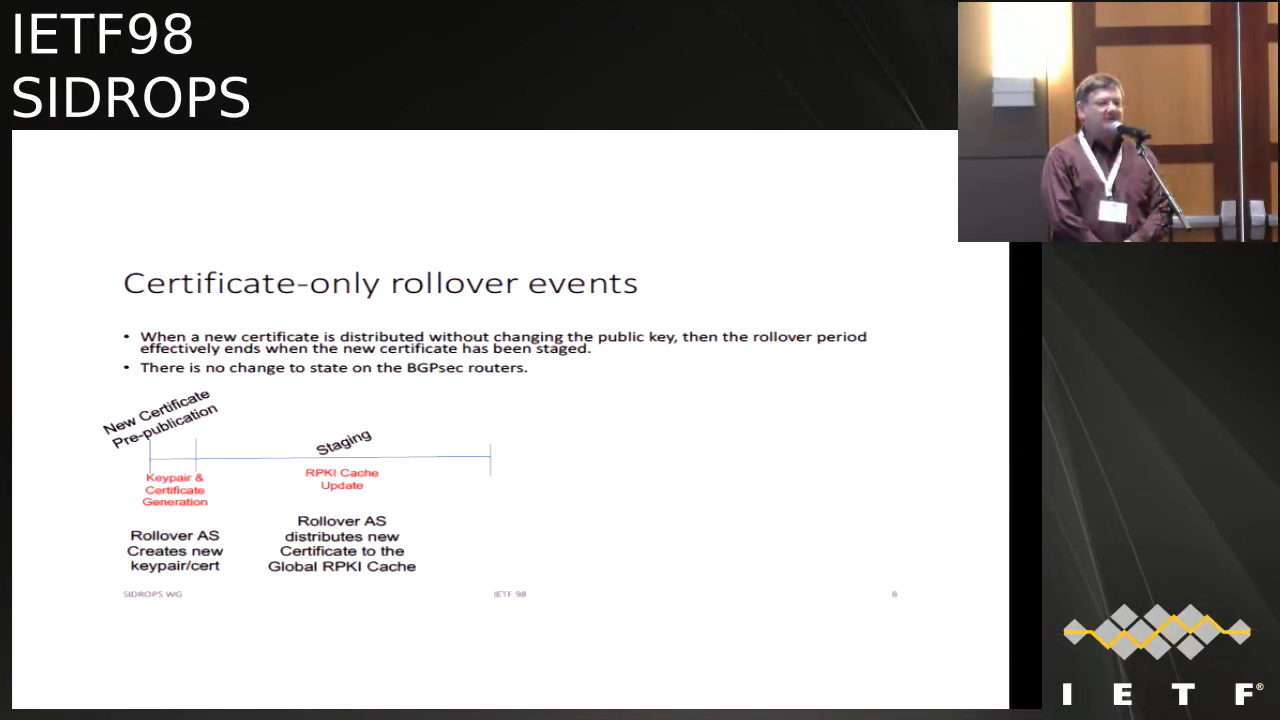 IETF98
SIDROPS
Certificate-only rollover events
• When a new certificate is distributed without changing the public key, then the rollover period
effectively ends when the new certificate has been staged.
• There is no change to state on the BGPsec routers.
New Certificate
Pre-publication
Staging
Keypair &
Certificate
Generation
RPKI Cache
Update
Rollover AS
Creates new
keypair/cert
Rollover AS
distributes new
Certificate to the
Global RPKI Cache
SIDROPS WG
IETF 98
8
I E T F®